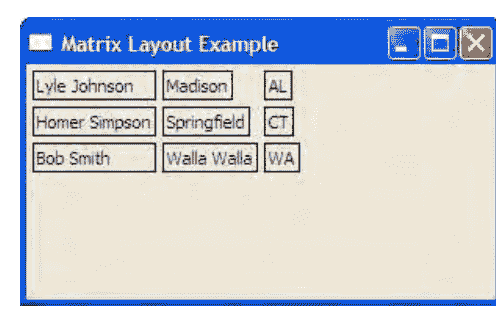 Matrix Layout Example
Lyle Johnson Madison AL
Homer Simpson Springfield CT
Bob Smith Walla Walla WA